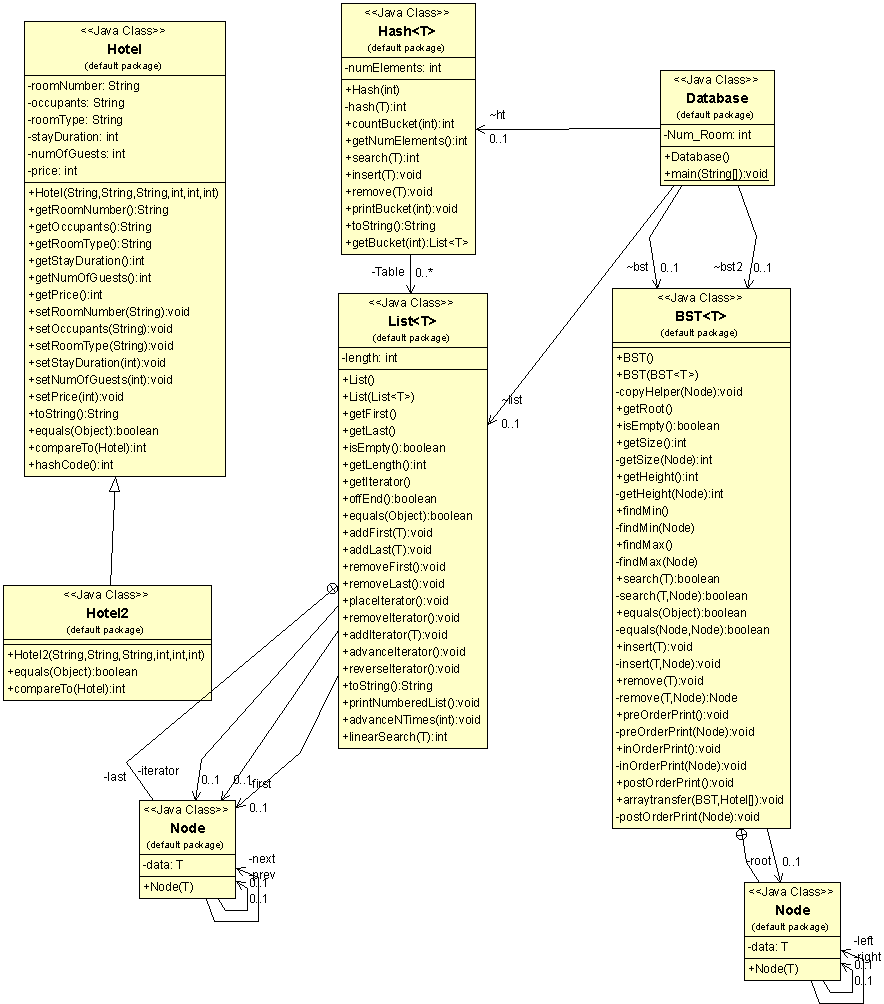 <<Java Class>>
Hotel
(default package)
-roomNumber: String
-occupants: String
-roomType: String
-stayDuration: int
-numOfGuests: int
-price: int
+Hotel(String,String,String,int,int,int)
+getRoomNumber():String
+getOccupants():String
+getRoomType():String
+getStayDuration():int
+getNumOfGuests():int
+getPrice():int
+setRoomNumber(String):void
+setOccupants(String):void
+setRoomType(String):void
+setStayDuration(int):void
+setNumOfGuests(int):void
+setPrice(int):void
+toString():String
+equals(Object):boolean
+compareTo(Hotel):int
+hashCode():int
<<Java Class>>
Hotel2
(default package)
+Hotel2(String,String,String,int,int,int)
+equals(Object):boolean
+compareTo(Hotel):int
<<Java Class>>
Hash<T>
(default package)
-numElements: int
+Hash(int)
-hash(T):int
+countBucket(int):int
+getNumElements():int
+search(T):int
+insert(T):void
+remove(T):void
+printBucket(int):void
+toString():String
+getBucket(int):List<T>
-Table
0..*
<<Java Class>>
List<T>
(default package)
-length: int
+List()
+List(List<T>)
+getFirst()
+getLast()
+isEmpty():boolean
+getLength():int
+getIterator()
+offEnd():boolean
+equals(Object):boolean
+addFirst(T):void
+addLast(T):void
+removeFirst():void
+removeLast():void
+placeIterator():void
+removeIterator():void
+addIterator(T):void
+advanceIterator():void
+reverseIterator():void
+toString():String
+printNumberedList():void
+advanceNTimes(int):void
+linearSearch(T):int
-last
-iterator
0..1
0..1
-first
0..1
<<Java Class>>
Node
(default package)
-data: T
+Node(T)
-next
-prev
0..1
0..1
<<Java Class>>
Database
(default package)
-Num_Room: int
+Database()
+main(String[]):void
~ht
0..1
~list
0..1
~bst
0..1
~bst2
0..1
<<Java Class>>
BST<T>
(default package)
+BST()
+BST(BST<T>)
-copyHelper(Node):void
+getRoot()
+isEmpty():boolean
+getSize():int
-getSize(Node):int
+getHeight():int
-getHeight(Node):int
+findMin()
-findMin(Node)
+findMax()
-findMax(Node)
+search(T):boolean
-search(T,Node):boolean
+equals(Object):boolean
-equals(Node,Node):boolean
+insert(T):void
-insert(T,Node):void
+remove(T):void
-remove(T,Node):Node
+preOrderPrint():void
-preOrderPrint(Node):void
+inOrderPrint():void
-inOrderPrint(Node):void
+postOrderPrint():void
+arraytransfer(BST,Hotel[]):void
-postOrderPrint(Node):void
-root
0..1
<<Java Class>>
Node
(default package)
-data: T
+Node(T)
-left
-right
0..1
0..1